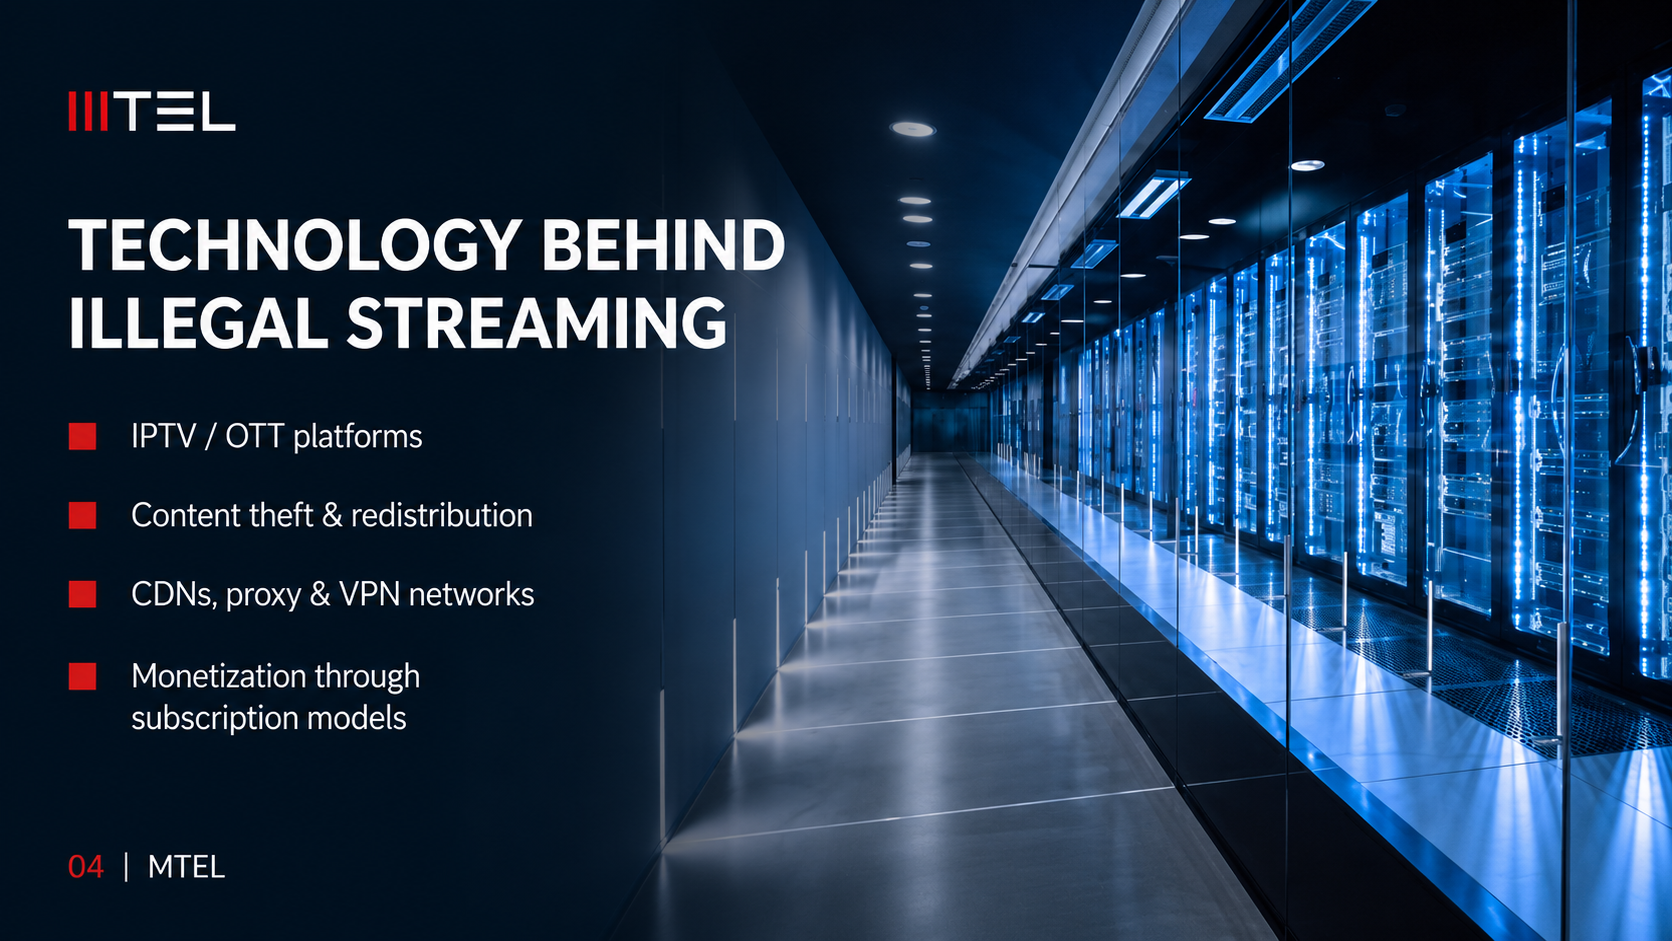 MTEL
TECHNOLOGY BEHIND
ILLEGAL STREAMING
IPTV / OTT platforms
Content theft & redistribution
CDNs, proxy & VPN networks
Monetization through
subscription models
04 | MTEL